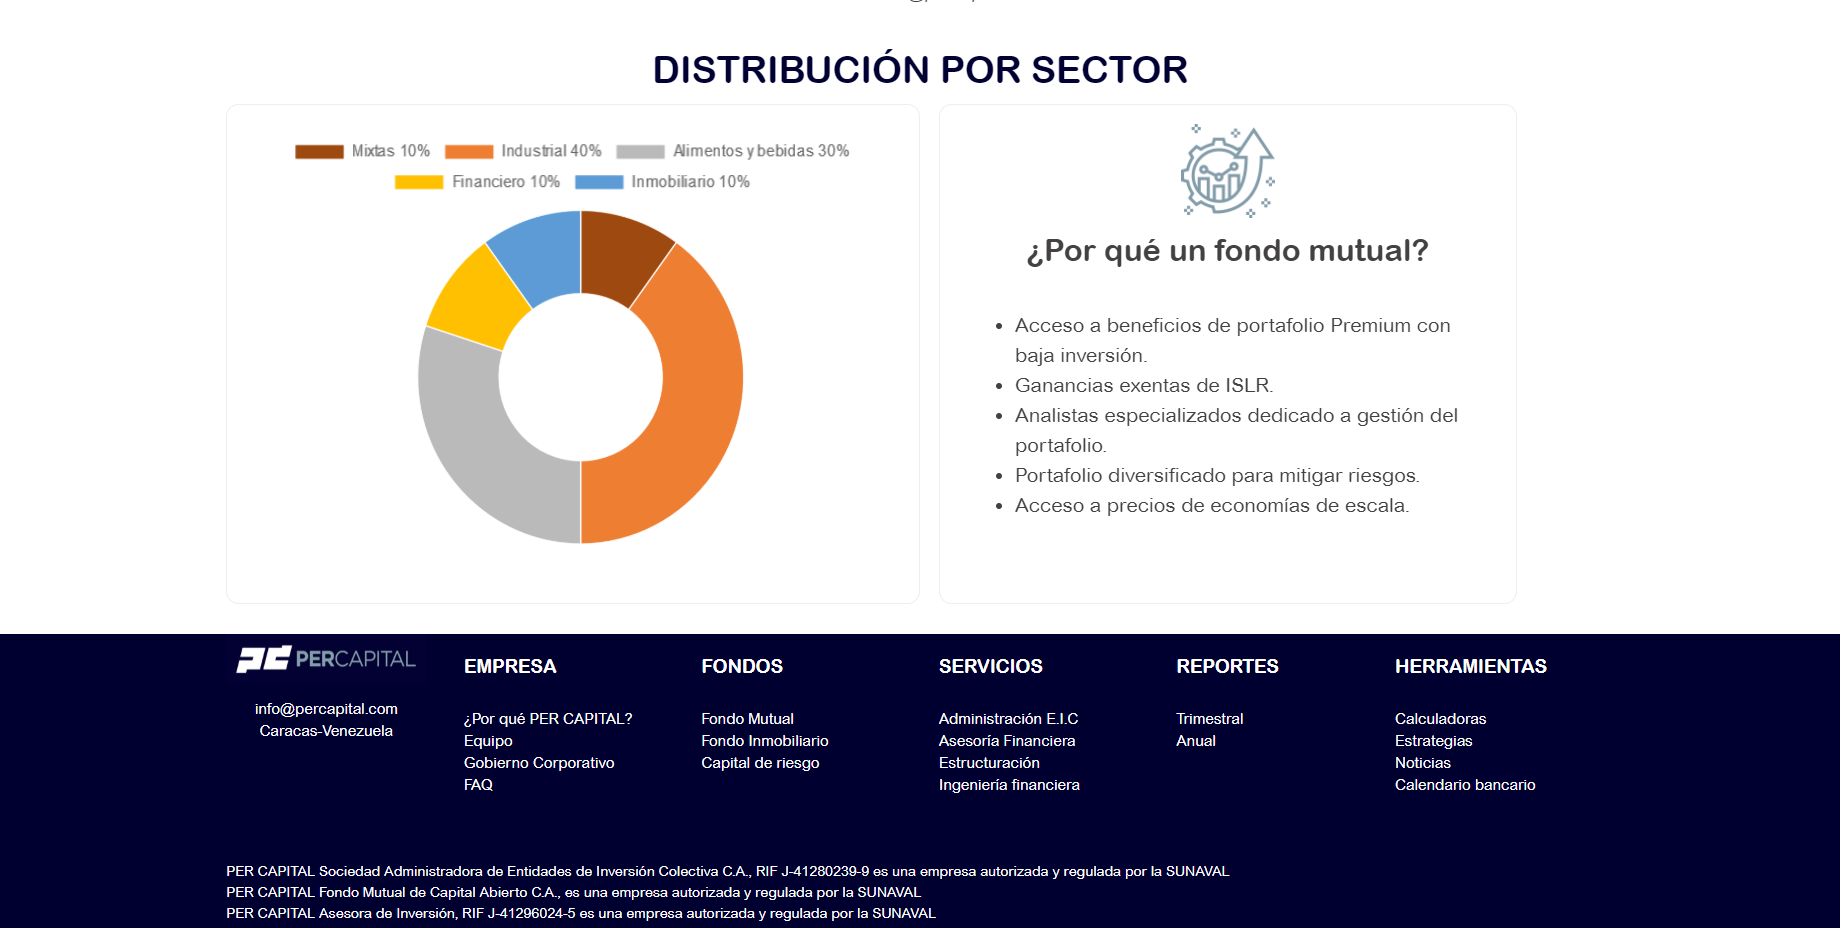 DISTRIBUCIÓN POR SECTOR
Mixtas 10% Industrial 40% Alimentos y bebidas 30%
Financiero 10% Inmobiliario 10%
¿Por qué un fondo mutual?
• Acceso a beneficios de portafolio Premium con
baja inversión.
• Ganancias exentas de ISLR.
• Analistas especializados dedicado a gestión del
portafolio.
• Portafolio diversificado para mitigar riesgos.
• Acceso a precios de economías de escala.
PERCAPITAL
info@percapital.com
Caracas-Venezuela
EMPRESA
¿Por qué PER CAPITAL?
Equipo
Gobierno Corporativo
FAQ
FONDOS
Fondo Mutual
Fondo Inmobiliario
Capital de riesgo
SERVICIOS
Administración E.I.C
Asesoría Financiera
Estructuración
Ingeniería financiera
REPORTES
Trimestral
Anual
HERRAMIENTAS
Calculadoras
Estrategias
Noticias
Calendario bancario
PER CAPITAL Sociedad Administradora de Entidades de Inversión Colectiva C.A., RIF J-41280239-9 es una empresa autorizada y regulada por la SUNAVAL
PER CAPITAL Fondo Mutual de Capital Abierto C.A., es una empresa autorizada y regulada por la SUNAVAL
PER CAPITAL Asesora de Inversión, RIF J-41296024-5 es una empresa autorizada y regulada por la SUNAVAL